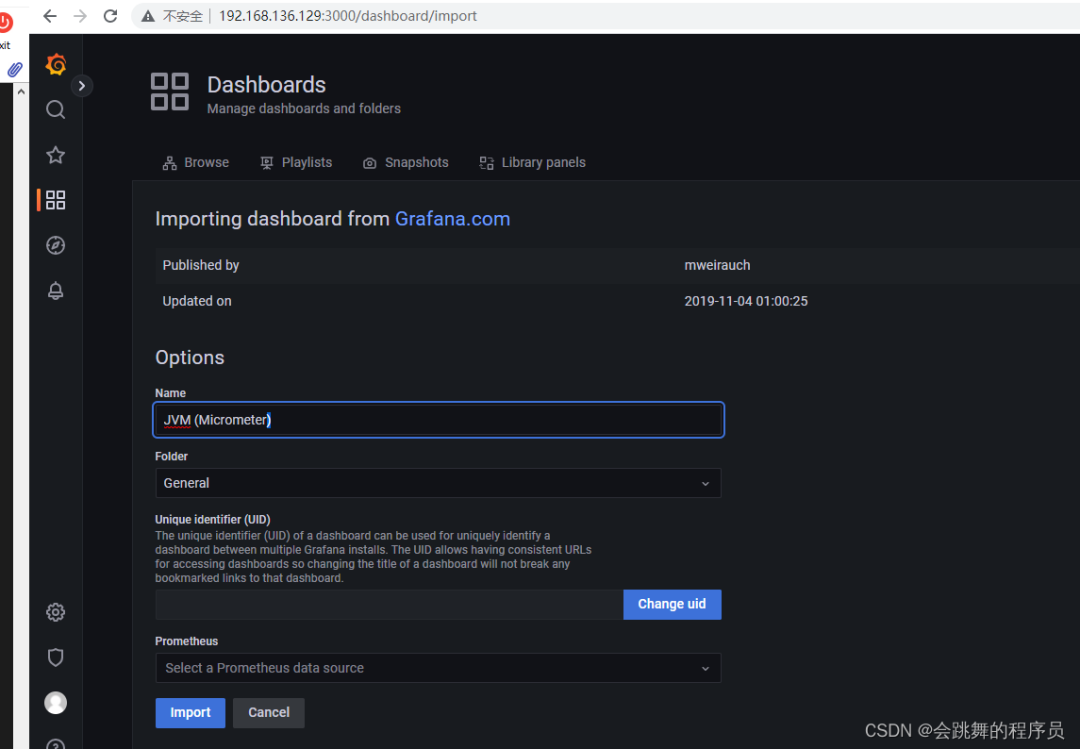 不安全 192.168.136.129:3000/dashboard/import
xit
Dashboards
Manage dashboards and folders
Browse Playlists Snapshots Library panels
Importing dashboard from Grafana.com
Published by mweirauch
Updated on 2019-11-04 01:00:25
Options
Name
JVM (Micrometer)
Folder
General
Unique identifier (UID)
The unique identifier (UID) of a dashboard can be used for uniquely identify a
dashboard between multiple Grafana installs. The UID allows having consistent URLs
for accessing dashboards so changing the title of a dashboard will not break any
bookmarked links to that dashboard.
Change uid
Prometheus
Select a Prometheus data source
Import Cancel
CSDN @会跳舞的程序员